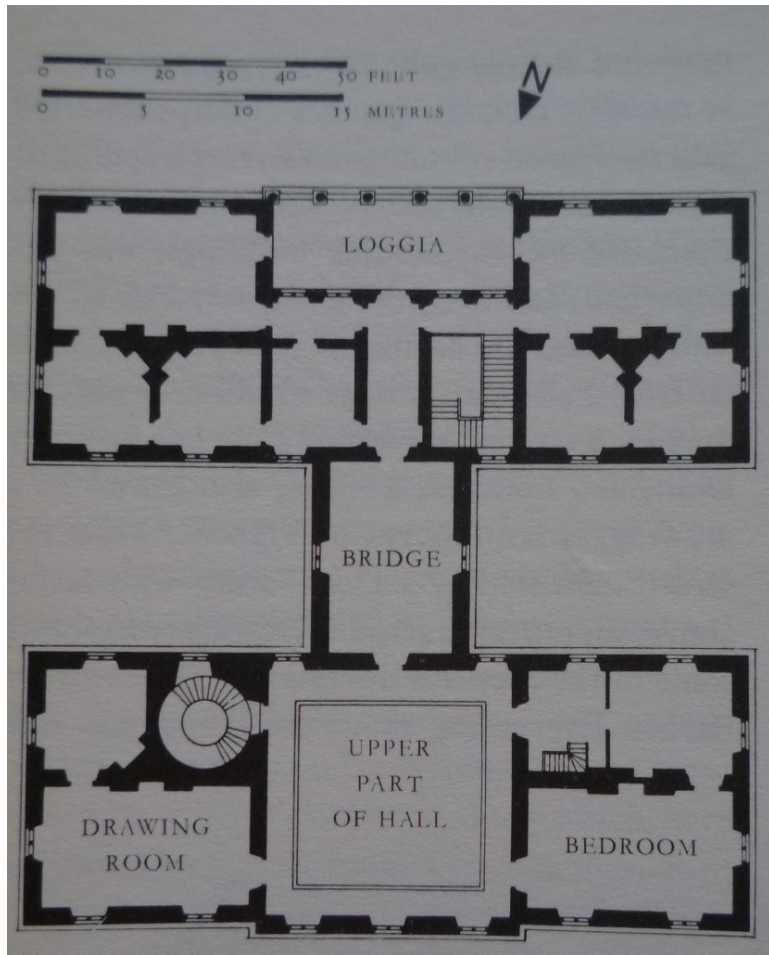 0 10 20 30 40 50 FEET
0 5 10 15 METRES
N
LOGGIA
BRIDGE
UPPER
PART
OF HALL
DRAWING
ROOM
BEDROOM